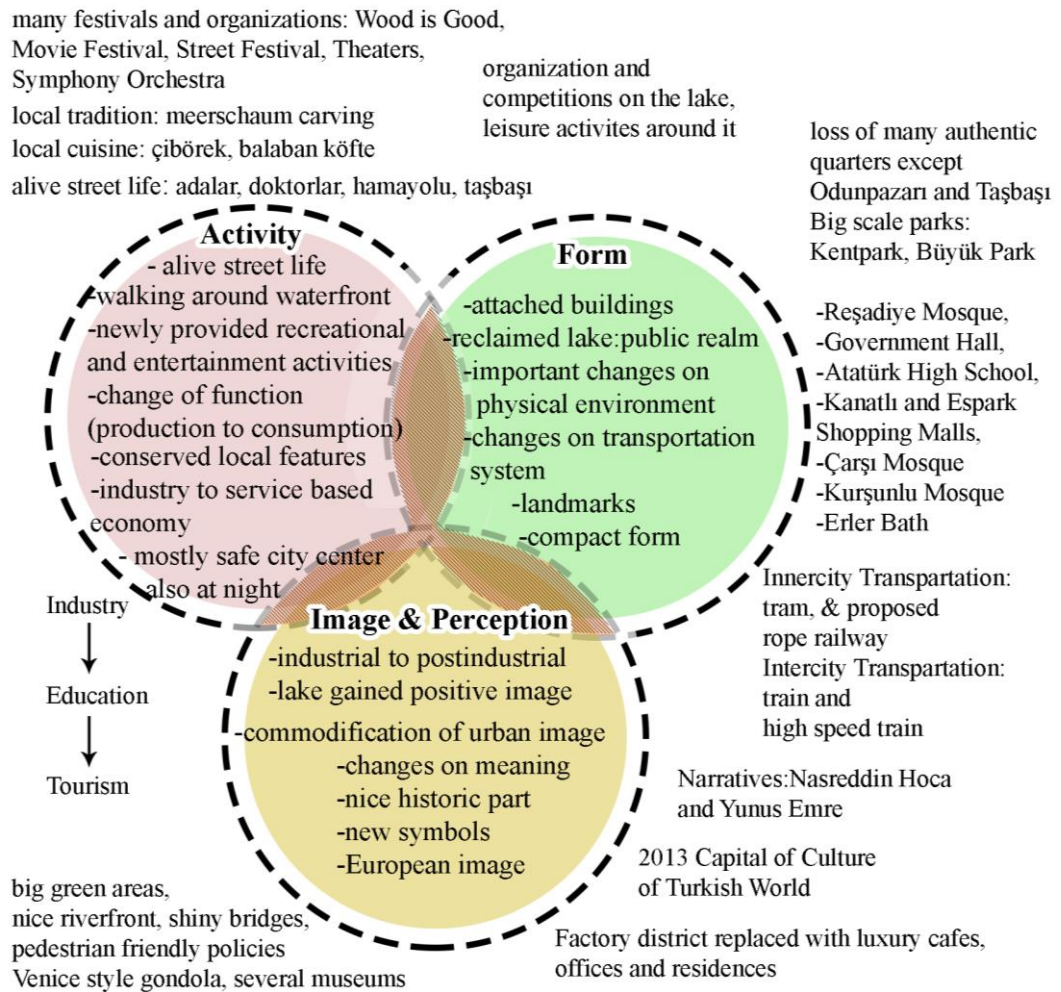 many festivals and organizations: Wood is Good,
Movie Festival, Street Festival, Theaters,
Symphony Orchestra
local tradition: meerschaum carving
local cuisine: çibörek, balaban köfte
alive street life: adalar, doktorlar, hamayolu, taşbaşı
organization and
competitions on the lake,
leisure activites around it
loss of many authentic
quarters except
Odunpazarı and Taşbaşı
Big scale parks:
Kentpark, Büyük Park
Activity
- alive street life
-walking around waterfront
-newly provided recreational
and entertainment activities
-change of function
(production to consumption)
-conserved local features
-industry to service based
economy
- mostly safe city center
also at night
Form
-attached buildings
-reclaimed lake:public realm
-important changes on
physical environment
-changes on transportation
system
-landmarks
-compact form
-Reşadiye Mosque,
-Government Hall,
-Atatürk High School,
-Kanatlı and Espark
Shopping Malls,
-Çarşı Mosque
-Kurşunlu Mosque
-Erler Bath
Innercity Transpartation:
tram, & proposed
rope railway
Intercity Transpartation:
train and
high speed train
Industry
Education
Tourism
Image & Perception
-industrial to postindustrial
-lake gained positive image
-commodification of urban image
-changes on meaning
-nice historic part
-new symbols
-European image
Narratives:Nasreddin Hoca
and Yunus Emre
2013 Capital of Culture
of Turkish World
Factory district replaced with luxury cafes,
offices and residences
big green areas,
nice riverfront, shiny bridges,
pedestrian friendly policies
Venice style gondola, several museums